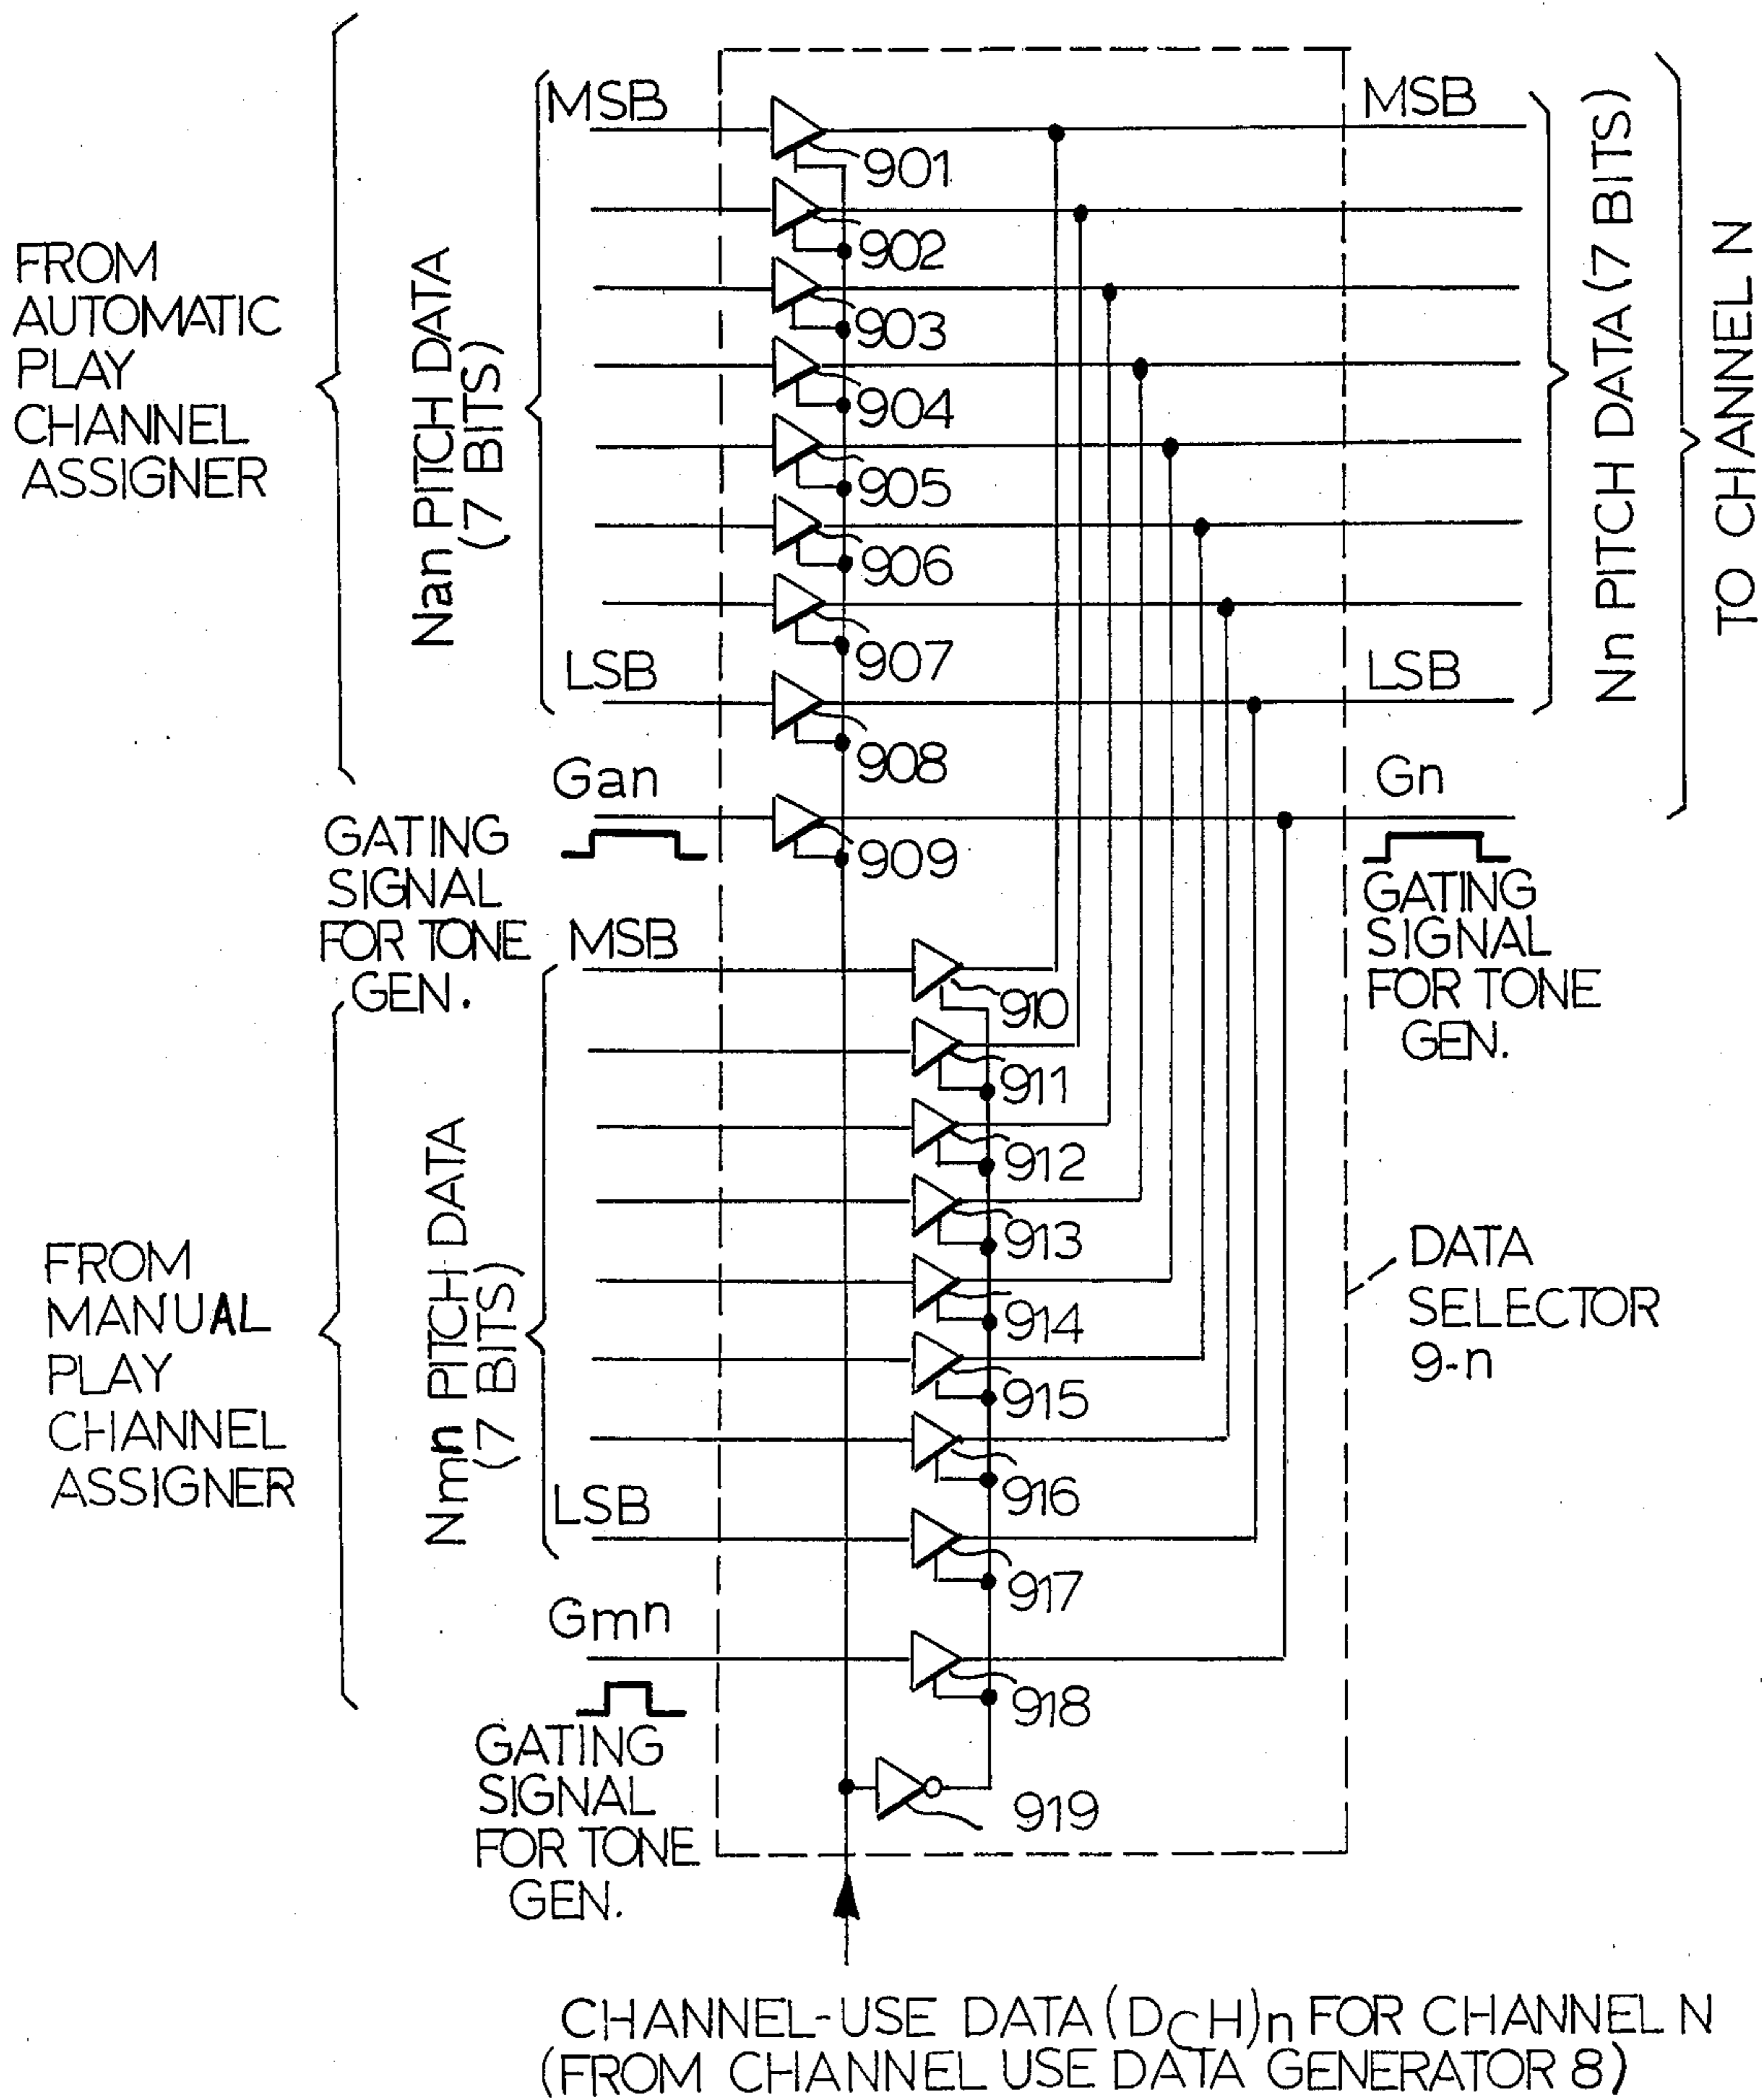 FROM
AUTOMATIC
PLAY
CHANNEL
ASSIGNER
Nan PITCH DATA
(7 BITS)
MSB
LSB
Gan
GATING
SIGNAL
FOR TONE
GEN.
901
902
903
904
905
906
907
908
909
MSB
LSB
Nn PITCH DATA (7 BITS)
TO CHANNEL N
Gn
GATING
SIGNAL
FOR TONE
GEN.
FROM
MANUAL
PLAY
CHANNEL
ASSIGNER
Nmn PITCH DATA
(7 BITS)
MSB
LSB
Gmn
GATING
SIGNAL
FOR TONE
GEN.
910
911
912
913
914
915
916
917
918
919
DATA
SELECTOR
9-n
CHANNEL-USE DATA (DCH)n FOR CHANNEL N
(FROM CHANNEL USE DATA GENERATOR 8)